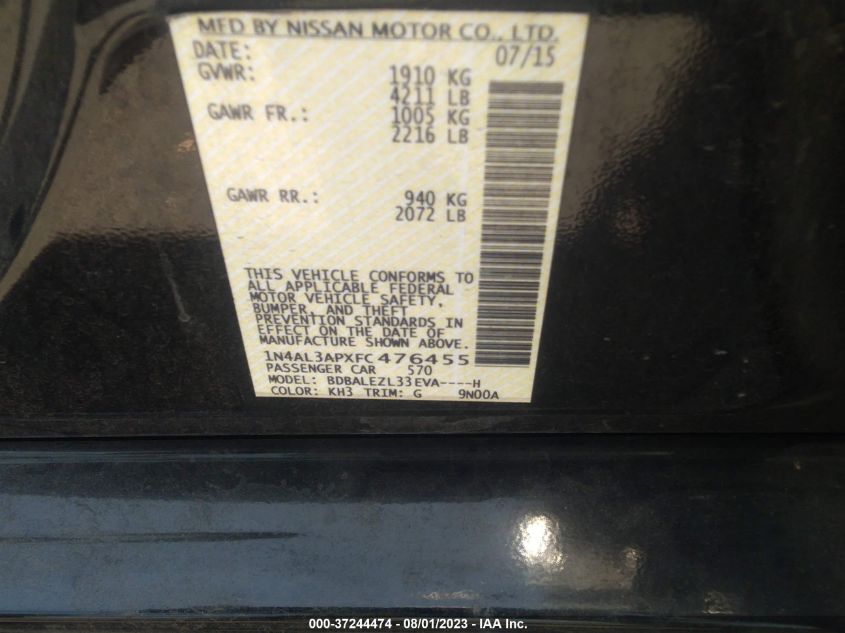 MFD BY NISSAN MOTOR CO., LTD.
DATE: 07/15
GVWR: 1910 KG
4211 LB
GAWR FR.: 1005 KG
2216 LB
GAWR RR.: 940 KG
2072 LB
THIS VEHICLE CONFORMS TO
ALL APPLICABLE FEDERAL
MOTOR VEHICLE SAFETY,
BUMPER, AND THEFT
PREVENTION STANDARDS IN
EFFECT ON THE DATE OF
MANUFACTURE SHOWN ABOVE.
1N4AL3APXFC476455
PASSENGER CAR 570
MODEL: BDBALEZL33EVA----H
COLOR: KH3 TRIM: G 9N00A
000-37244474 - 08/01/2023 - IAA Inc.